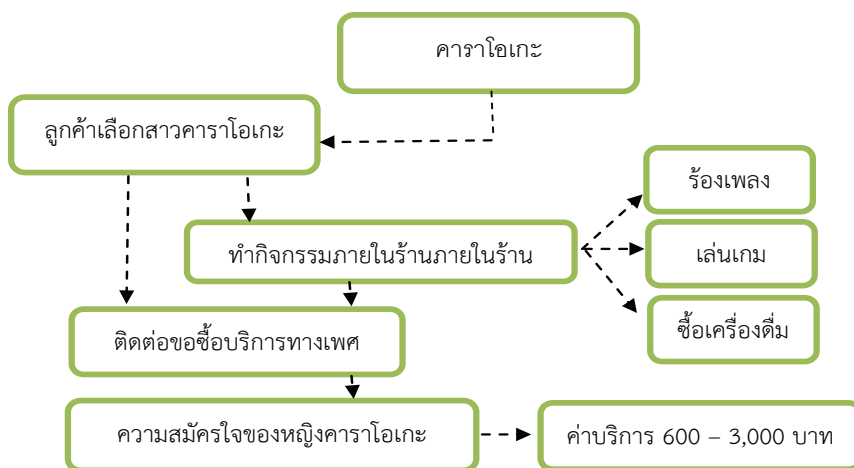 คาราโอเกะ
ลูกค้าเลือกสาวคาราโอเกะ
ร้องเพลง
ทำกิจกรรมภายในร้านภายในร้าน
เล่นเกม
ซื้อเครื่องดื่ม
ติดต่อขอซื้อบริการทางเพศ
ความสมัครใจของหญิงคาราโอเกะ
ค่าบริการ 600 – 3,000 บาท